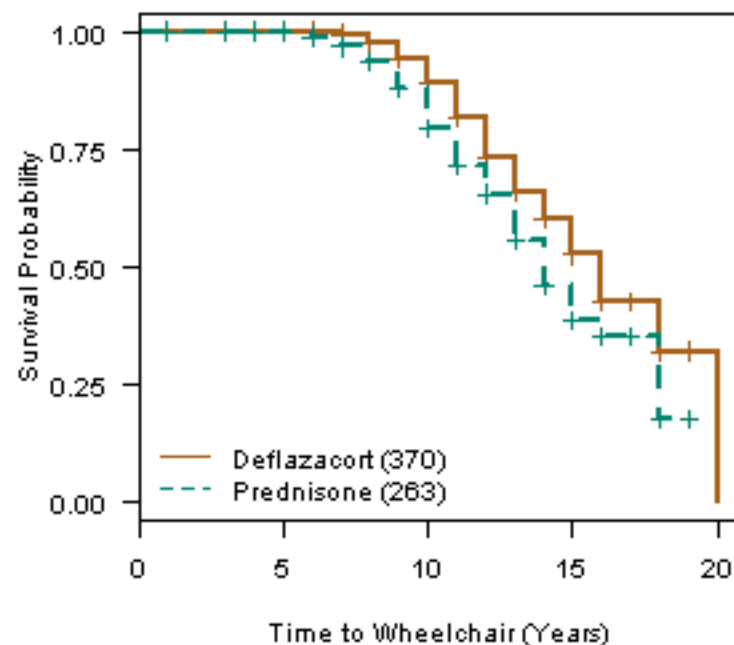 1.00
0.75
0.50
0.25
0.00
Survival Probability
Deflazacort (370)
Prednisone (263)
0 5 10 15 20
Time to Wheelchair (Years)